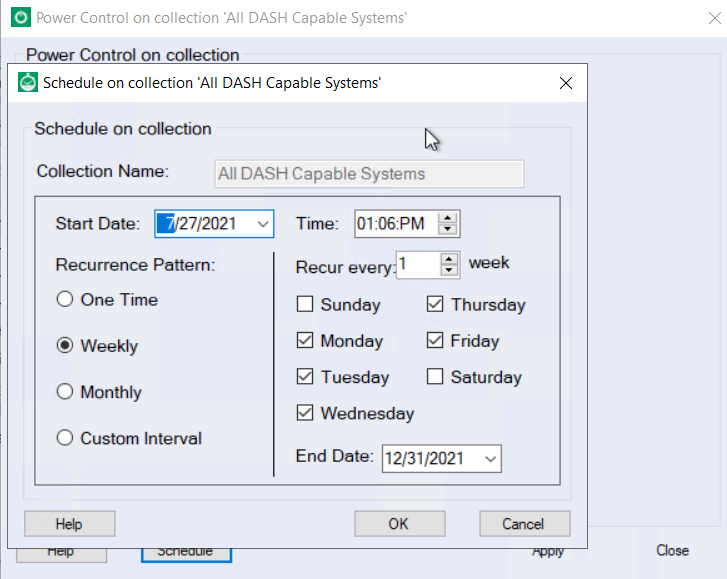 Power Control on collection 'All DASH Capable Systems'
Power Control on collection
Schedule on collection 'All DASH Capable Systems'
Schedule on collection
Collection Name: All DASH Capable Systems
Start Date: 7/27/2021 Time: 01:06:PM
Recurrence Pattern: Recur every: 1 week
One Time Sunday Thursday
Weekly Monday Friday
Monthly Tuesday Saturday
Custom Interval Wednesday
End Date: 12/31/2021
Help OK Cancel
Help Schedule Apply Close